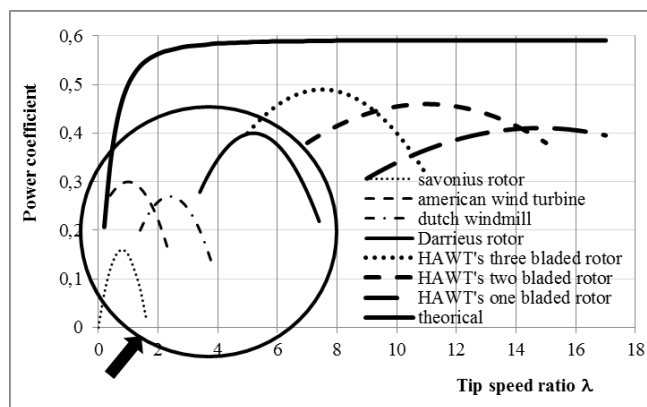 Power coefficient
0,6
0,5
0,4
0,3
0,2
0,1
0
0 2 4 6 8 10 12 14 16 18
Tip speed ratio λ
savonius rotor
american wind turbine
dutch windmill
Darrieus rotor
HAWT's three bladed rotor
HAWT's two bladed rotor
HAWT's one bladed rotor
theorical